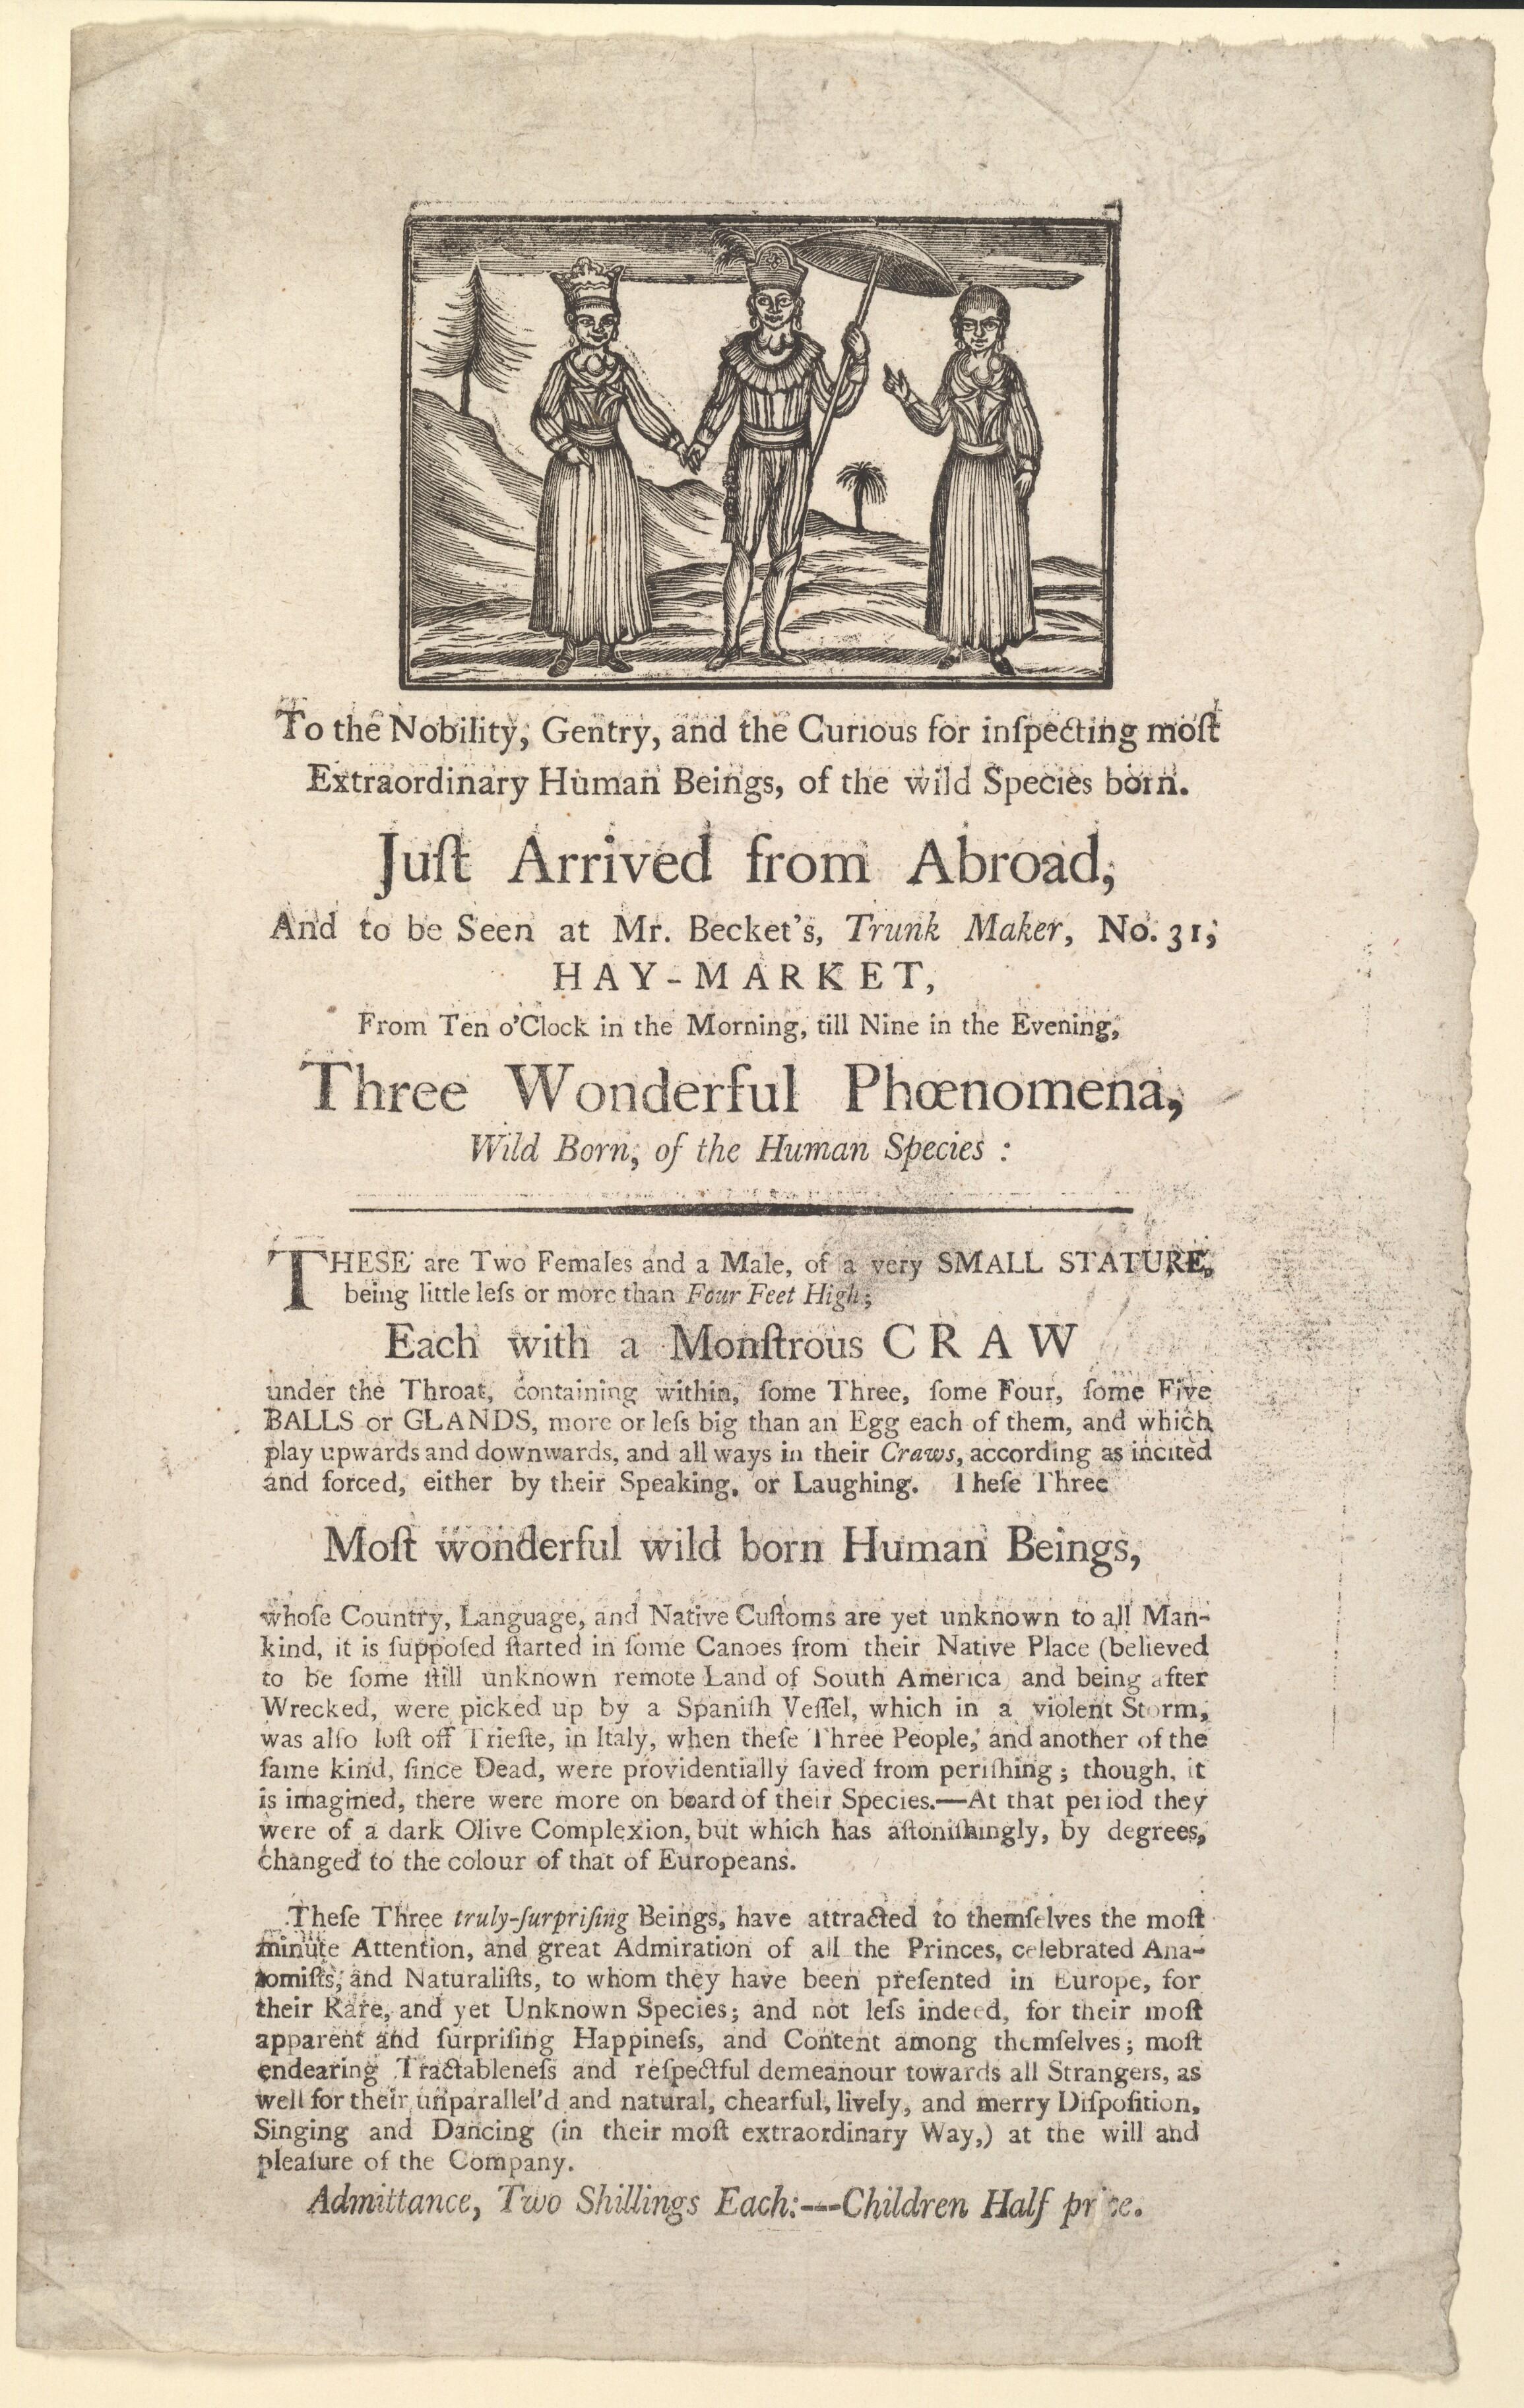 To the Nobility, Gentry, and the Curious for inſpecting moſt
Extraordinary Human Beings, of the wild Species born.
Juſt Arrived from Abroad,
And to be Seen at Mr. Becket's, Trunk Maker, No. 31,
HAY-MARKET,
From Ten o'Clock in the Morning, till Nine in the Evening,
Three Wonderful Phœnomena,
Wild Born, of the Human Species :
THESE are Two Females and a Male, of a very SMALL STATURE,
being little leſs or more than Four Feet High;
Each with a Monſtrous CRAW
under the Throat, containing within, ſome Three, ſome Four, ſome Five
BALLS or GLANDS, more or leſs big than an Egg each of them, and which
play upwards and downwards, and all ways in their Craws, according as incited
and forced, either by their Speaking, or Laughing. Theſe Three
Moſt wonderful wild born Human Beings,
whoſe Country, Language, and Native Cuſtoms are yet unknown to all Man-
kind, it is ſuppoſed ſtarted in ſome Canoes from their Native Place (believed
to be ſome ſtill unknown remote Land of South America) and being after
Wrecked, were picked up by a Spaniſh Veſſel, which in a violent Storm,
was alſo loſt off Trieſte, in Italy, when theſe Three People, and another of the
ſame kind, ſince Dead, were providentially ſaved from periſhing ; though, it
is imagined, there were more on board of their Species.—At that period they
were of a dark Olive Complexion, but which has aſtoniſhingly, by degrees,
changed to the colour of that of Europeans.
Theſe Three truly-ſurpriſing Beings, have attracted to themſelves the moſt
minute Attention, and great Admiration of all the Princes, celebrated Ana-
tomiſts, and Naturaliſts, to whom they have been preſented in Europe, for
their Rare, and yet Unknown Species; and not leſs indeed, for their moſt
apparent and ſurpriſing Happineſs, and Content among themſelves; moſt
endearing Tractableneſs and reſpectful demeanour towards all Strangers, as
well for their unparallel'd and natural, chearful, lively, and merry Diſpoſition,
Singing and Dancing (in their moſt extraordinary Way,) at the will and
pleaſure of the Company.
Admittance, Two Shillings Each:---Children Half price.